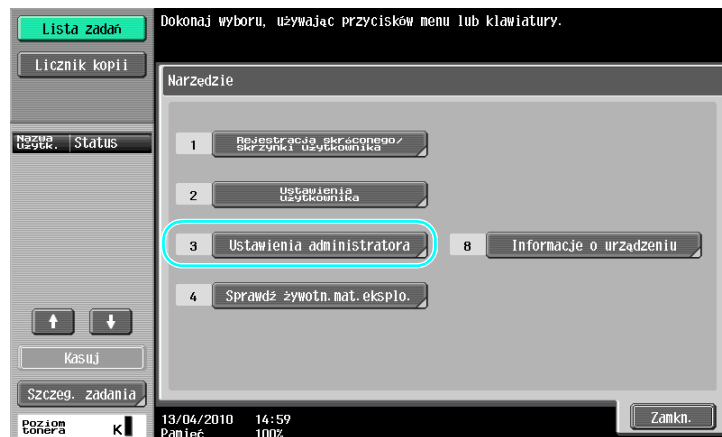 Lista zadań
Licznik kopii
Nazwa użytk.
Status
Kasuj
Szczeg. zadania
Poziom tonera
K
Dokonaj wyboru, używając przycisków menu lub klawiatury.
Narzędzie
1 Rejestracja skróconego/
skrzynki użytkownika
2 Ustawienia
użytkownika
3 Ustawienia administratora
8 Informacje o urządzeniu
4 Sprawdź żywotn.mat.eksplo.
Zamkn.
13/04/2010 14:59
Pamięć 100%